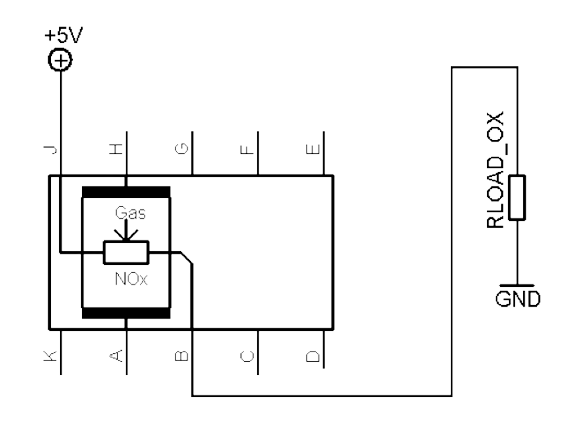 +5V
J H G F E
Gas
NOx
K A B C D
RLOAD_OX
GND